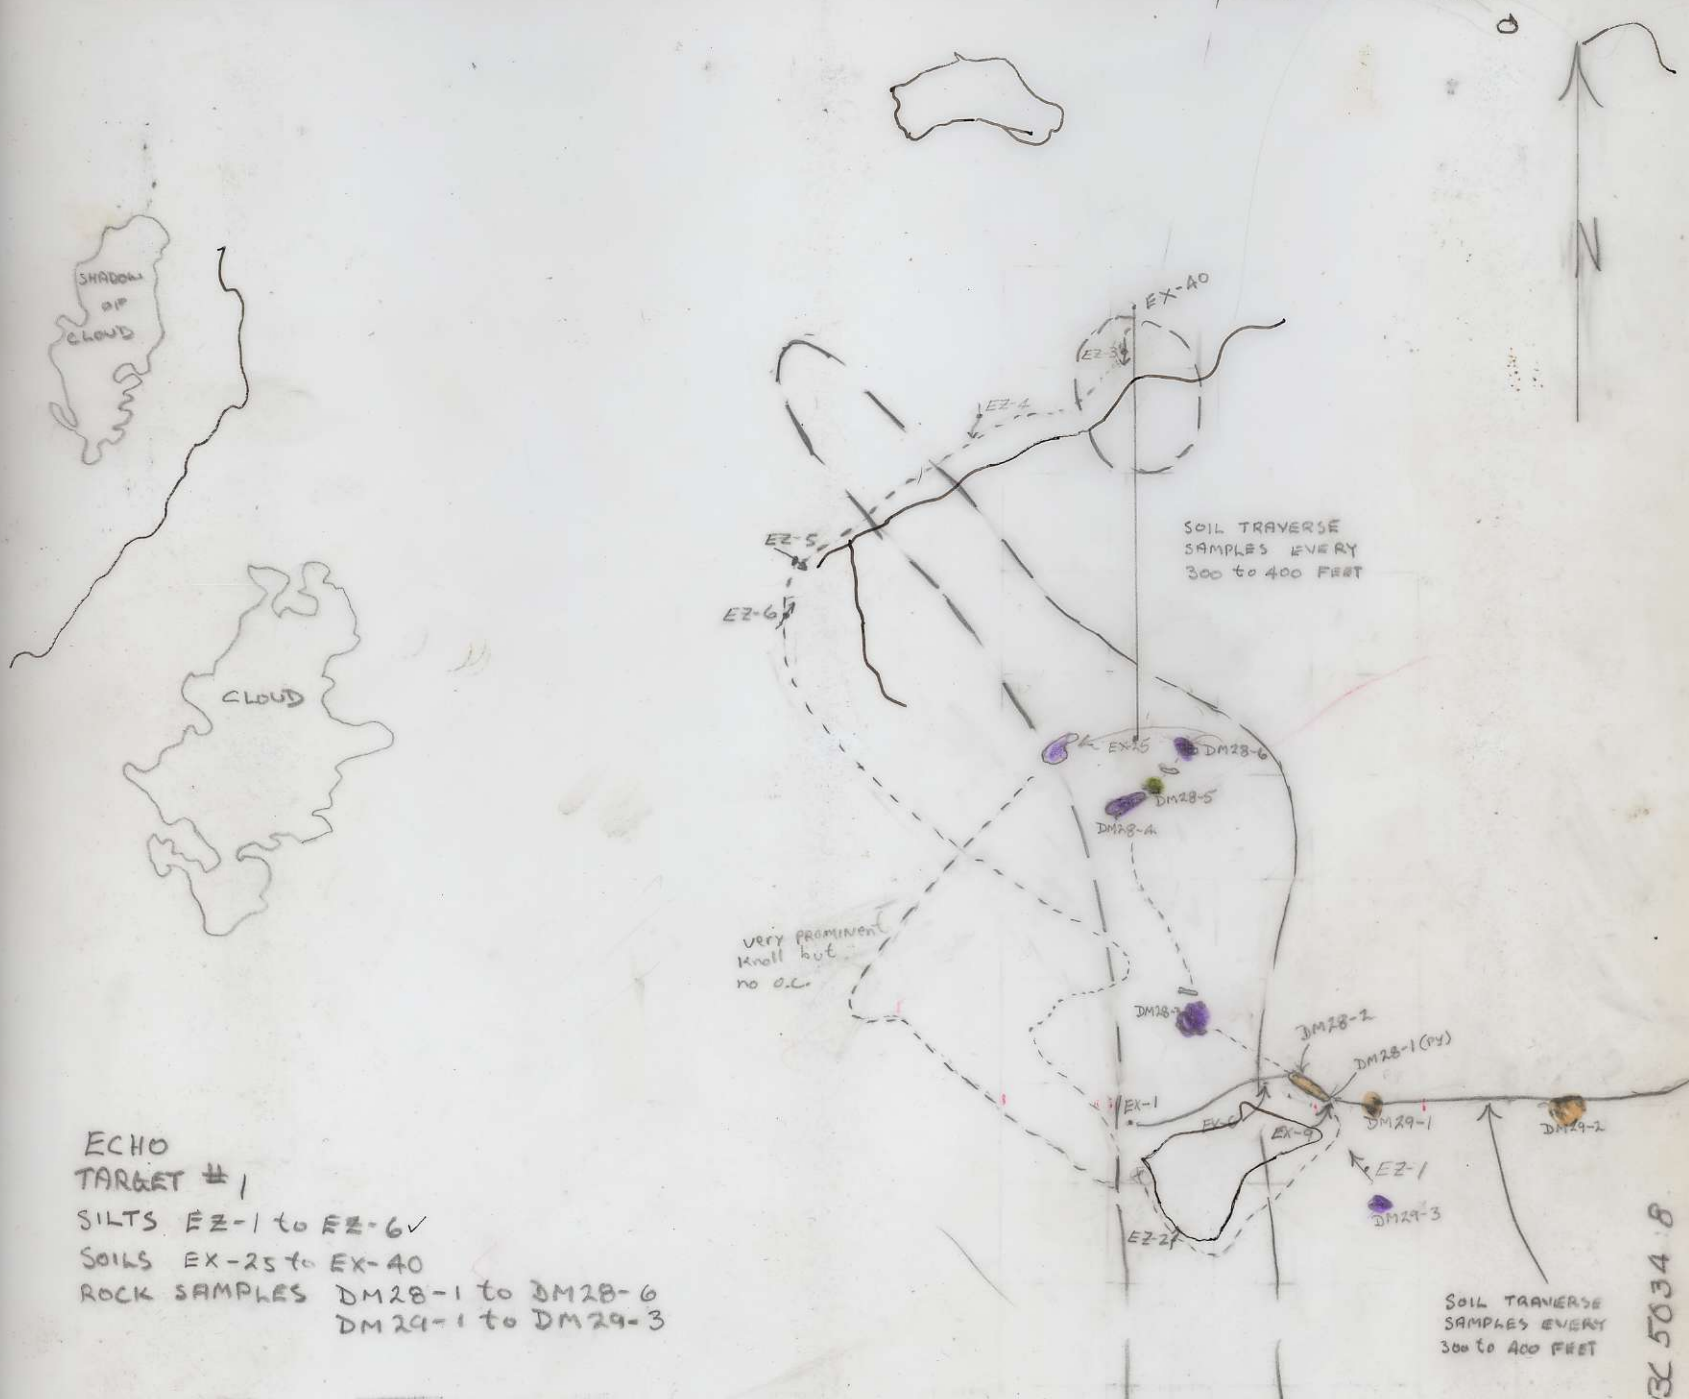 N
SHADOW
OF
CLOUD
EX-40
EZ-3
EZ-4
SOIL TRAVERSE
SAMPLES EVERY
300 to 400 FEET
EZ-5
EZ-6
CLOUD
EX-25
DM28-6
DM28-5
DM28-4
very PROMINENT
Knoll but
no o.c.
DM28-3
DM28-2
DM28-1 (PY)
EX-1
EX-6
EX-9
DM29-1
DM29-2
EZ-1
DM29-3
EZ-2
ECHO
TARGET #1
SILTS EZ-1 to EZ-6✓
SOILS EX-25 to EX-40
ROCK SAMPLES DM28-1 to DM28-6
DM29-1 to DM29-3
SOIL TRAVERSE
SAMPLES EVERY
300 to 400 FEET
BC 5034 8